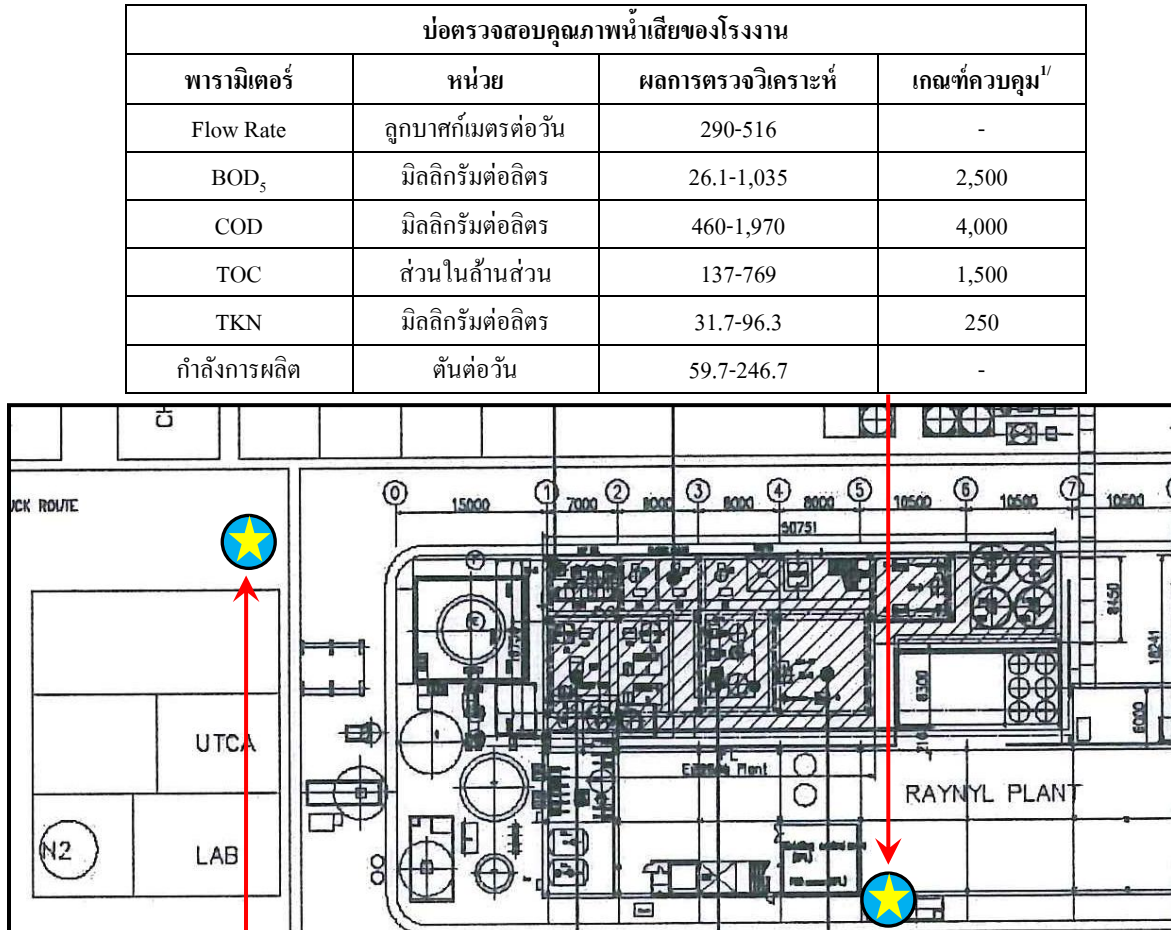 บ่อตรวจสอบคุณภาพน้ำเสียของโรงงาน
พารามิเตอร์ หน่วย ผลการตรวจวิเคราะห์ เกณฑ์ควบคุม1/
Flow Rate ลูกบาศก์เมตรต่อวัน 290-516 -
BOD5 มิลลิกรัมต่อลิตร 26.1-1,035 2,500
COD มิลลิกรัมต่อลิตร 460-1,970 4,000
TOC ส่วนในล้านส่วน 137-769 1,500
TKN มิลลิกรัมต่อลิตร 31.7-96.3 250
กำลังการผลิต ตันต่อวัน 59.7-246.7 -
UCK ROUTE
0 1 2 3 4 5 6 7
15000 7000 8000 8000 8000 10500 10500 10500
50751
8450
18241
8300
6000
UTCA
Plant
RAYNYL PLANT
N2
LAB